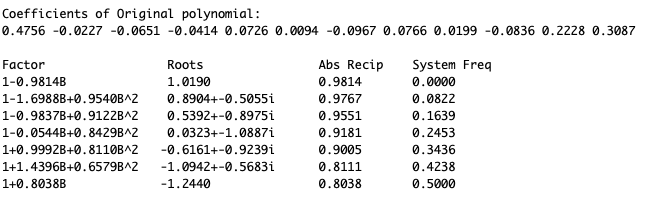 Coefficients of Original polynomial:
0.4756 -0.0227 -0.0651 -0.0414 0.0726 0.0094 -0.0967 0.0766 0.0199 -0.0836 0.2228 0.3087
Factor Roots Abs Recip System Freq
1-0.9814B 1.0190 0.9814 0.0000
1-1.6988B+0.9540B^2 0.8904+-0.5055i 0.9767 0.0822
1-0.9837B+0.9122B^2 0.5392+-0.8975i 0.9551 0.1639
1-0.0544B+0.8429B^2 0.0323+-1.0887i 0.9181 0.2453
1+0.9992B+0.8110B^2 -0.6161+-0.9239i 0.9005 0.3436
1+1.4396B+0.6579B^2 -1.0942+-0.5683i 0.8111 0.4238
1+0.8038B -1.2440 0.8038 0.5000